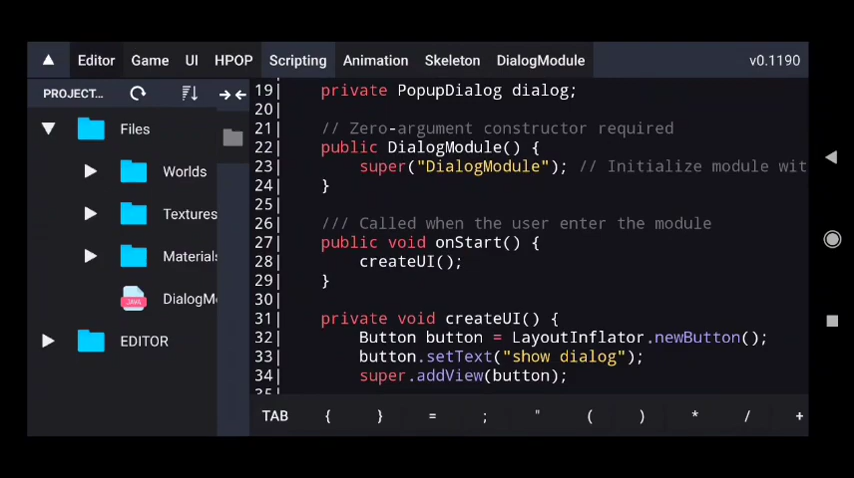 Editor Game UI HPOP Scripting Animation Skeleton DialogModule v0.1190
PROJECT...
Files
Worlds
Textures
Materials
DialogMo
EDITOR
19| private PopupDialog dialog;
20|
21| // Zero-argument constructor required
22| public DialogModule() {
23| super("DialogModule"); // Initialize module wit
24| }
25|
26| /// Called when the user enter the module
27| public void onStart() {
28| createUI();
29| }
30|
31| private void createUI() {
32| Button button = LayoutInflator.newButton();
33| button.setText("show dialog");
34| super.addView(button);
35|
TAB { } = ; " ( ) * / +